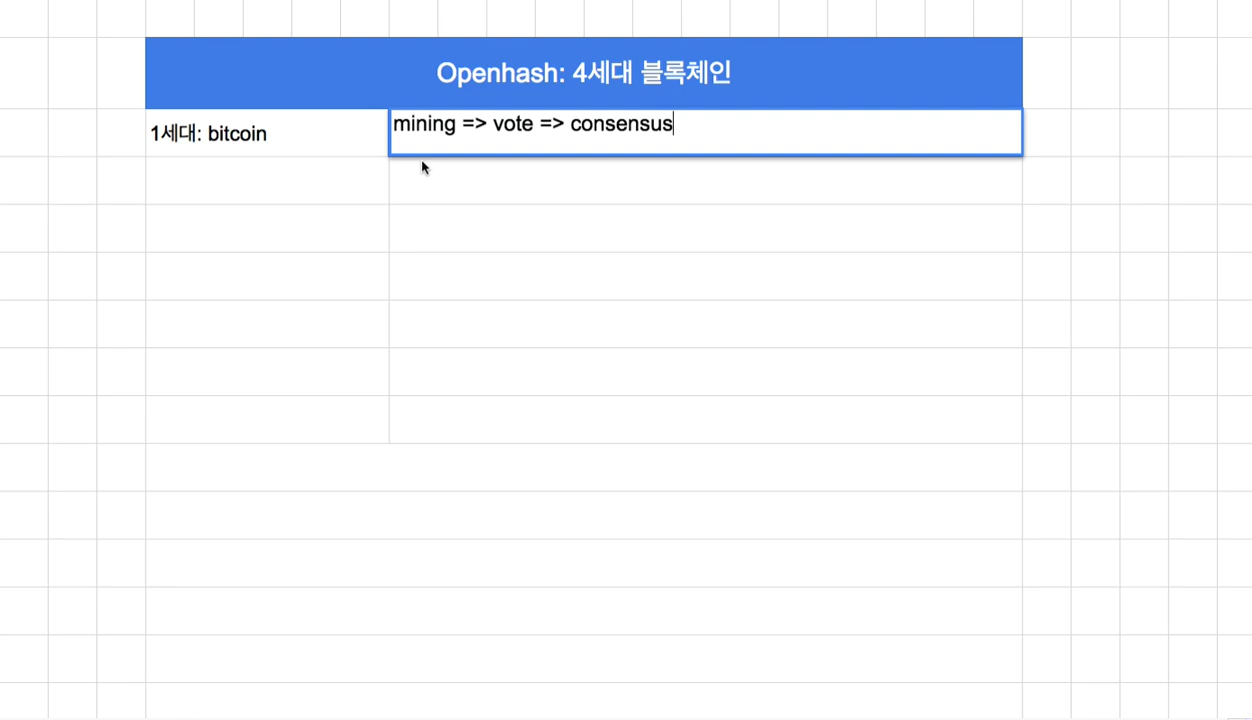 Openhash: 4세대 블록체인
1세대: bitcoin
mining => vote => consensus